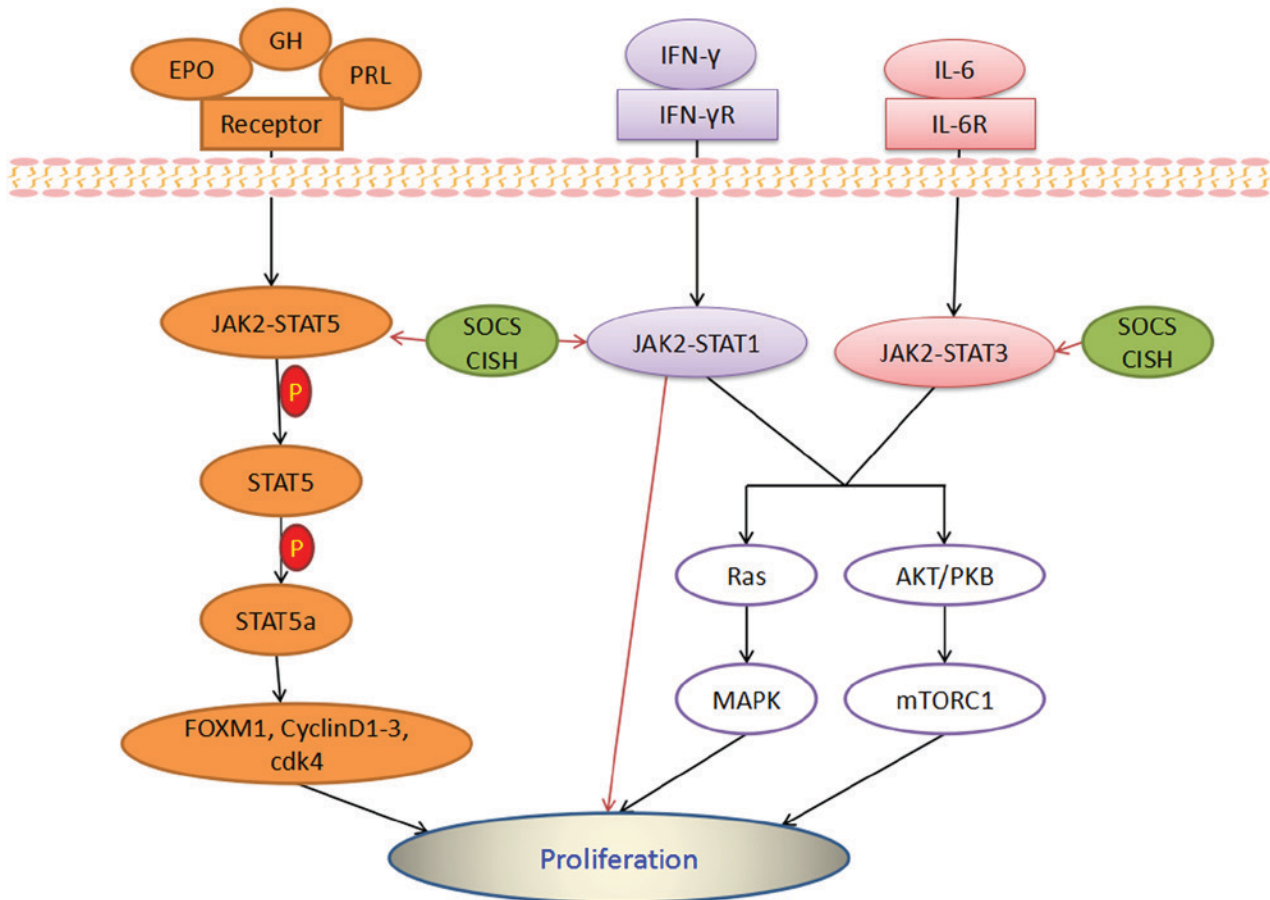 GH
EPO
PRL
Receptor
IFN-γ
IFN-γR
IL-6
IL-6R
JAK2-STAT5
SOCS
CISH
JAK2-STAT1
JAK2-STAT3
SOCS
CISH
P
STAT5
P
STAT5a
Ras
AKT/PKB
MAPK
mTORC1
FOXM1, CyclinD1-3,
cdk4
Proliferation